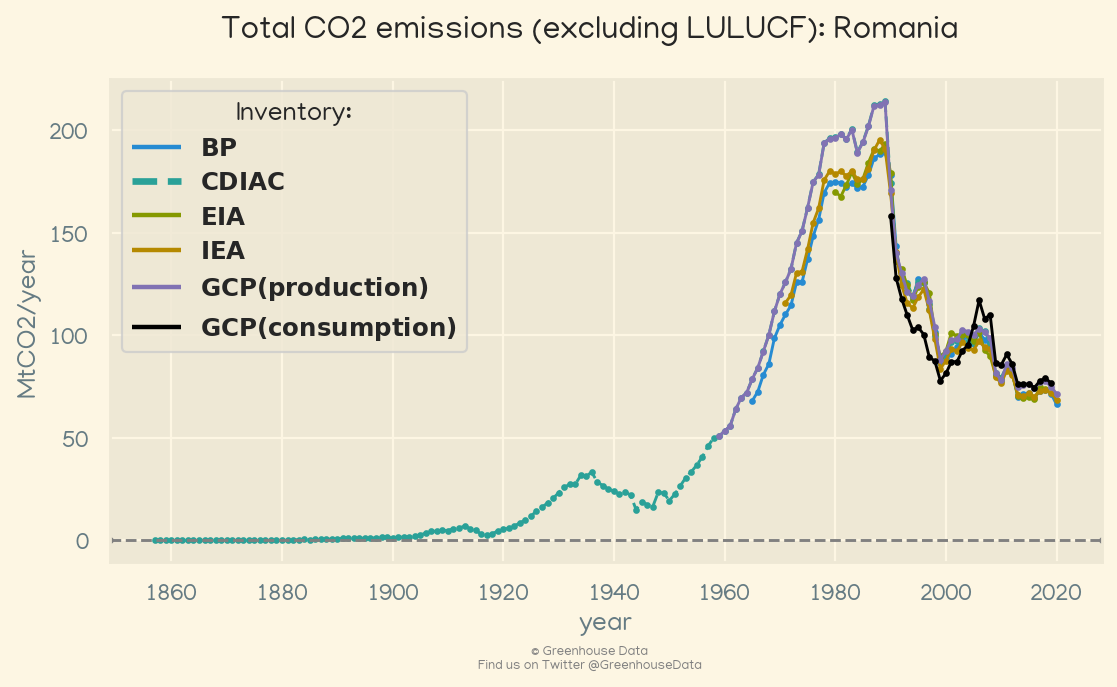 Total CO2 emissions (excluding LULUCF): Romania
Inventory:
BP
CDIAC
EIA
IEA
GCP(production)
GCP(consumption)
MtCO2/year
200
150
100
50
0
1860 1880 1900 1920 1940 1960 1980 2000 2020
year
© Greenhouse Data
Find us on Twitter @GreenhouseData